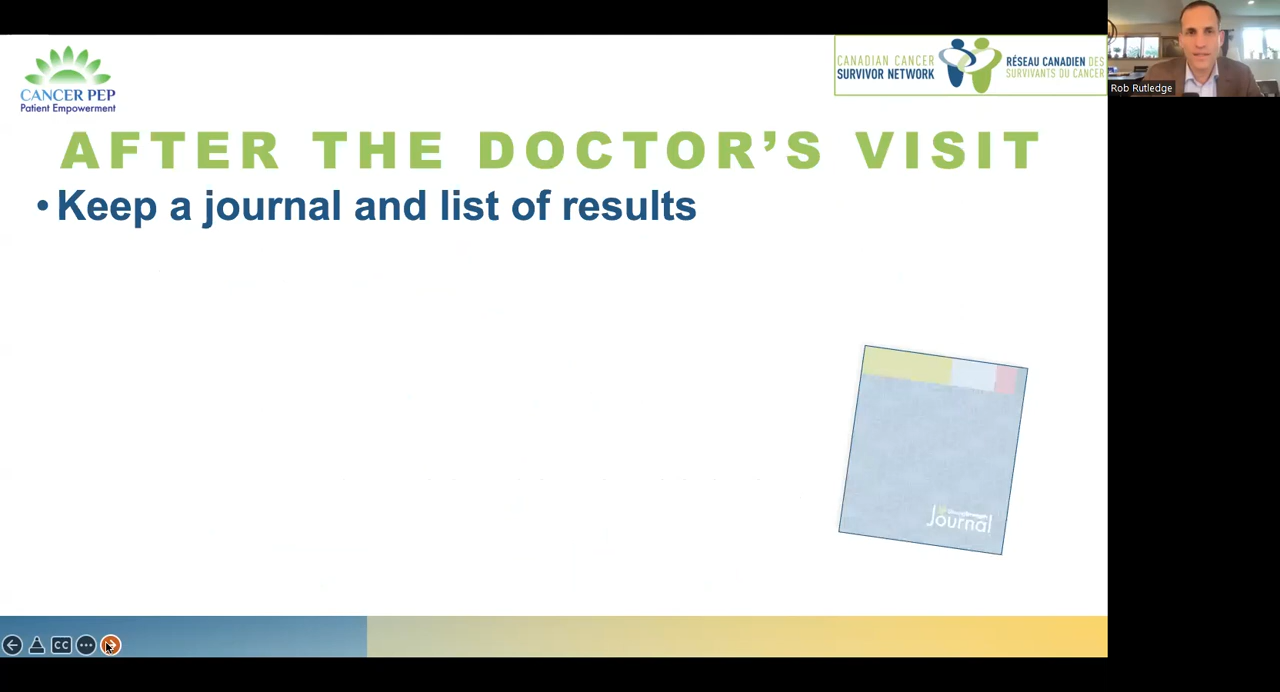 CANCER PEP
Patient Empowerment
CANADIAN CANCER
SURVIVOR NETWORK
RÉSEAU CANADIEN DES
SURVIVANTS DU CANCER
Rob Rutledge
AFTER THE DOCTOR'S VISIT
• Keep a journal and list of results
Journal
CC